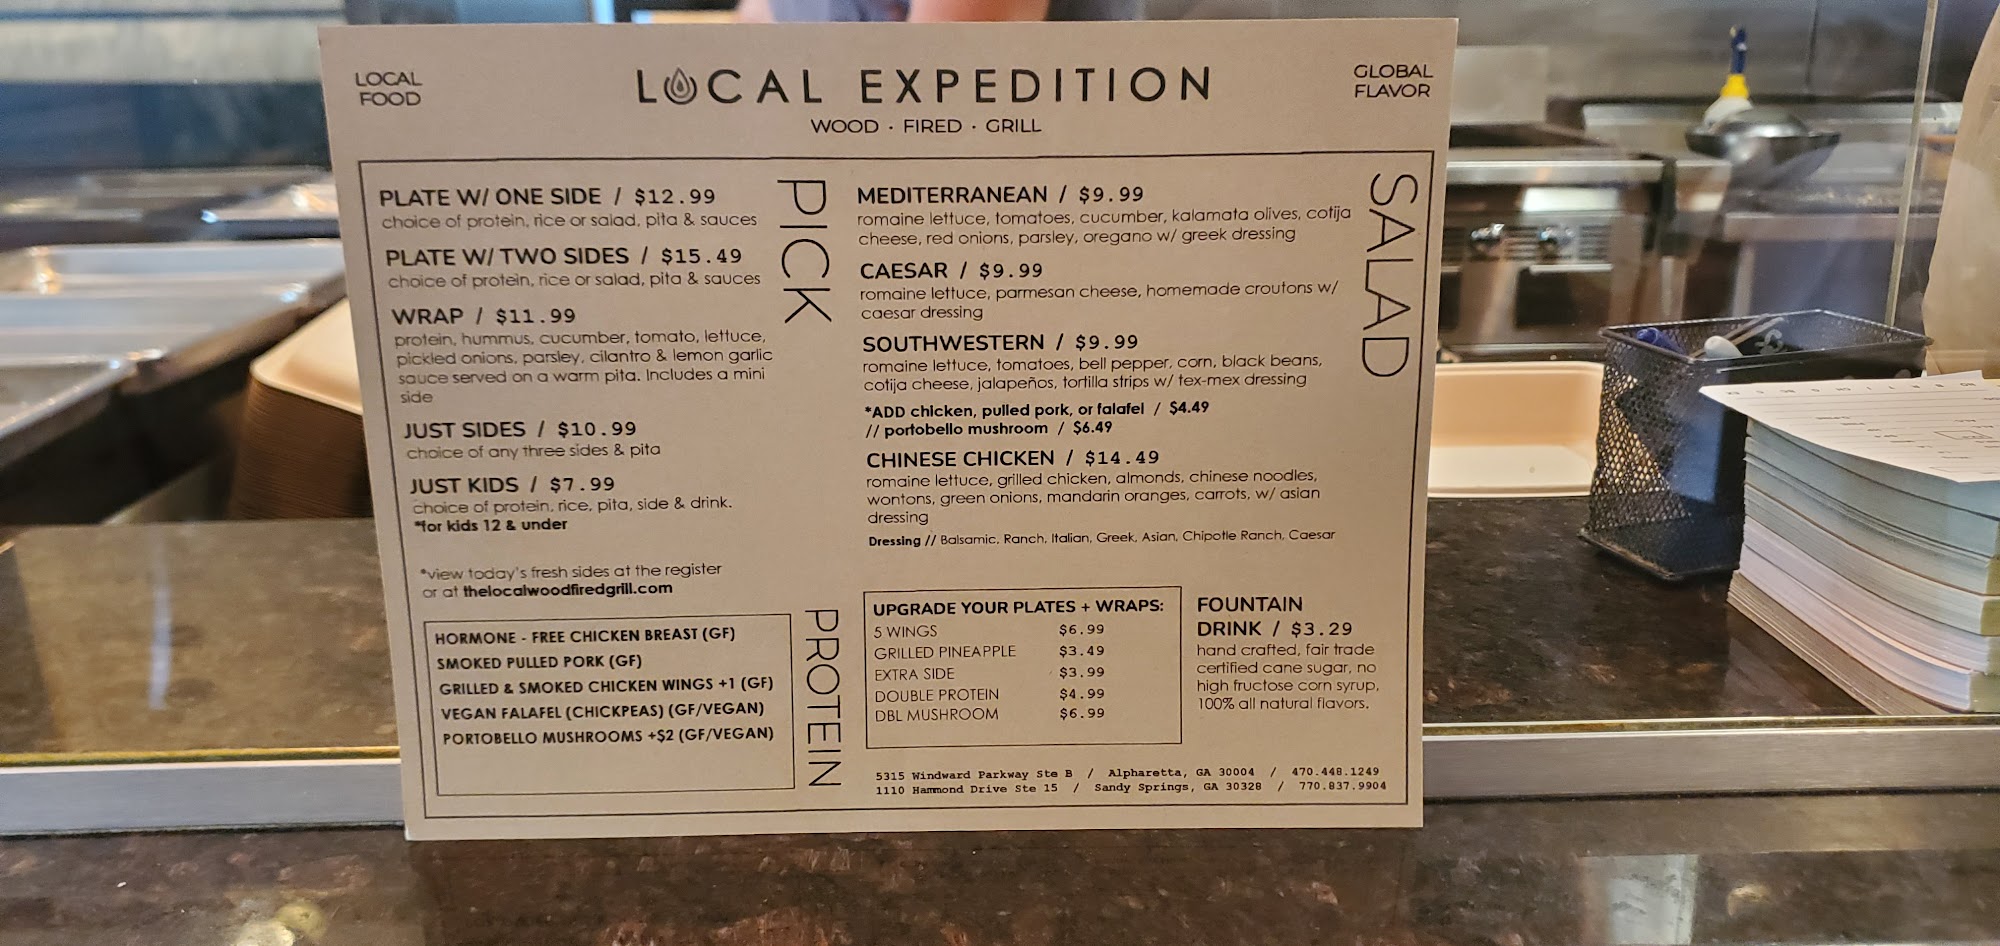 LOCAL
FOOD
LOCAL EXPEDITION
WOOD · FIRED · GRILL
GLOBAL
FLAVOR
PICK
PLATE W/ ONE SIDE / $12.99
choice of protein, rice or salad, pita & sauces
PLATE W/ TWO SIDES / $15.49
choice of protein, rice or salad, pita & sauces
WRAP / $11.99
protein, hummus, cucumber, tomato, lettuce,
pickled onions, parsley, cilantro & lemon garlic
sauce served on a warm pita. Includes a mini
side
JUST SIDES / $10.99
choice of any three sides & pita
JUST KIDS / $7.99
choice of protein, rice, pita, side & drink.
*for kids 12 & under
*view today's fresh sides at the register
or at thelocalwoodfiredgrill.com
PROTEIN
HORMONE - FREE CHICKEN BREAST (GF)
SMOKED PULLED PORK (GF)
GRILLED & SMOKED CHICKEN WINGS +1 (GF)
VEGAN FALAFEL (CHICKPEAS) (GF/VEGAN)
PORTOBELLO MUSHROOMS +$2 (GF/VEGAN)
SALAD
MEDITERRANEAN / $9.99
romaine lettuce, tomatoes, cucumber, kalamata olives, cotija
cheese, red onions, parsley, oregano w/ greek dressing
CAESAR / $9.99
romaine lettuce, parmesan cheese, homemade croutons w/
caesar dressing
SOUTHWESTERN / $9.99
romaine lettuce, tomatoes, bell pepper, corn, black beans,
cotija cheese, jalapeños, tortilla strips w/ tex-mex dressing
*ADD chicken, pulled pork, or falafel / $4.49
// portobello mushroom / $6.49
CHINESE CHICKEN / $14.49
romaine lettuce, grilled chicken, almonds, chinese noodles,
wontons, green onions, mandarin oranges, carrots, w/ asian
dressing
Dressing // Balsamic, Ranch, Italian, Greek, Asian, Chipotle Ranch, Caesar
UPGRADE YOUR PLATES + WRAPS:
5 WINGS $6.99
GRILLED PINEAPPLE $3.49
EXTRA SIDE $3.99
DOUBLE PROTEIN $4.99
DBL MUSHROOM $6.99
FOUNTAIN
DRINK / $3.29
hand crafted, fair trade
certified cane sugar, no
high fructose corn syrup,
100% all natural flavors.
5315 Windward Parkway Ste B / Alpharetta, GA 30004 / 470.448.1249
1110 Hammond Drive Ste 15 / Sandy Springs, GA 30328 / 770.837.9904